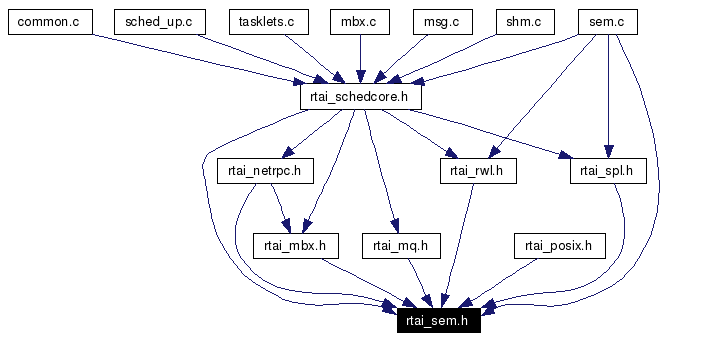 common.c
sched_up.c
tasklets.c
mbx.c
msg.c
shm.c
sem.c
rtai_schedcore.h
rtai_netrpc.h
rtai_rwl.h
rtai_spl.h
rtai_mbx.h
rtai_mq.h
rtai_posix.h
rtai_sem.h